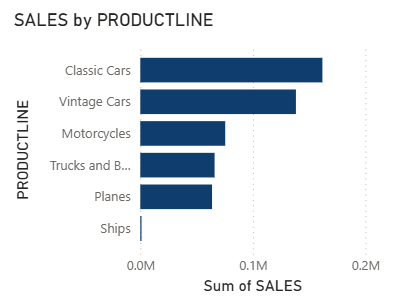 SALES by PRODUCTLINE
PRODUCTLINE
Classic Cars
Vintage Cars
Motorcycles
Trucks and B...
Planes
Ships
0.0M 0.1M 0.2M
Sum of SALES